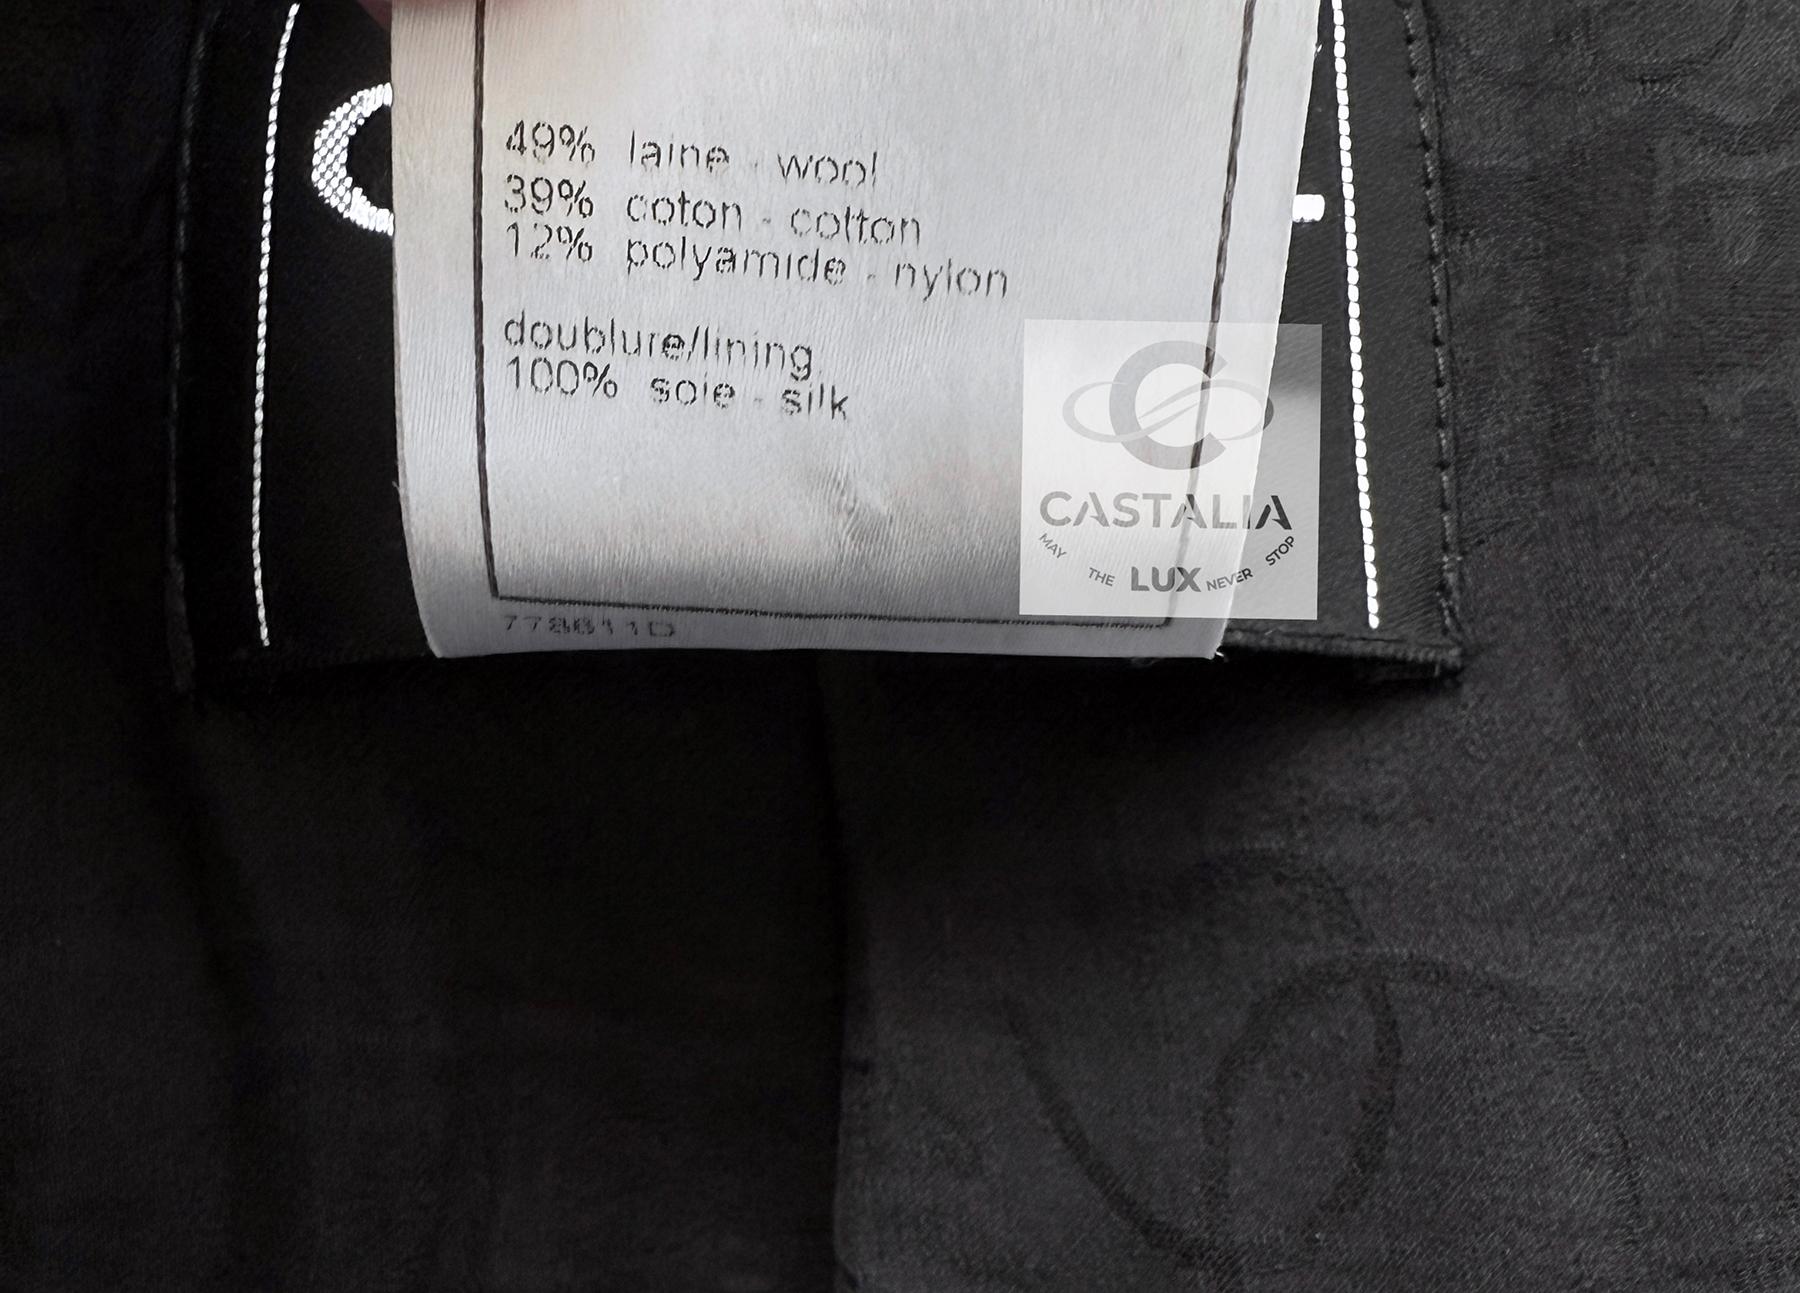 49% laine - wool
39% coton - cotton
12% polyamide - nylon
doublure/lining
100% soie - silk
CASTALIA
MAY THE LUX NEVER STOP